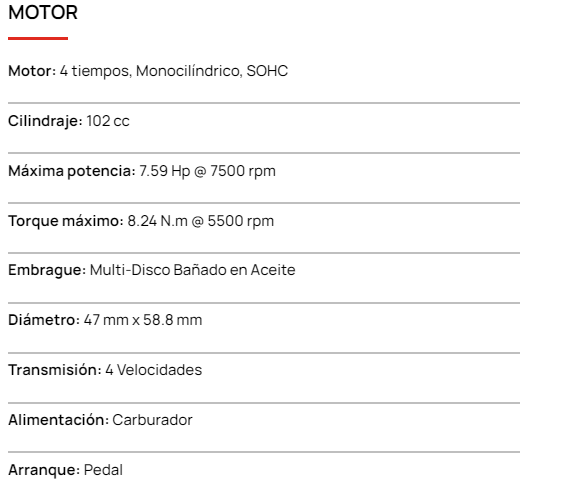 MOTOR
Motor: 4 tiempos, Monocilíndrico, SOHC
Cilindraje: 102 cc
Máxima potencia: 7.59 Hp @ 7500 rpm
Torque máximo: 8.24 N.m @ 5500 rpm
Embrague: Multi-Disco Bañado en Aceite
Diámetro: 47 mm x 58.8 mm
Transmisión: 4 Velocidades
Alimentación: Carburador
Arranque: Pedal